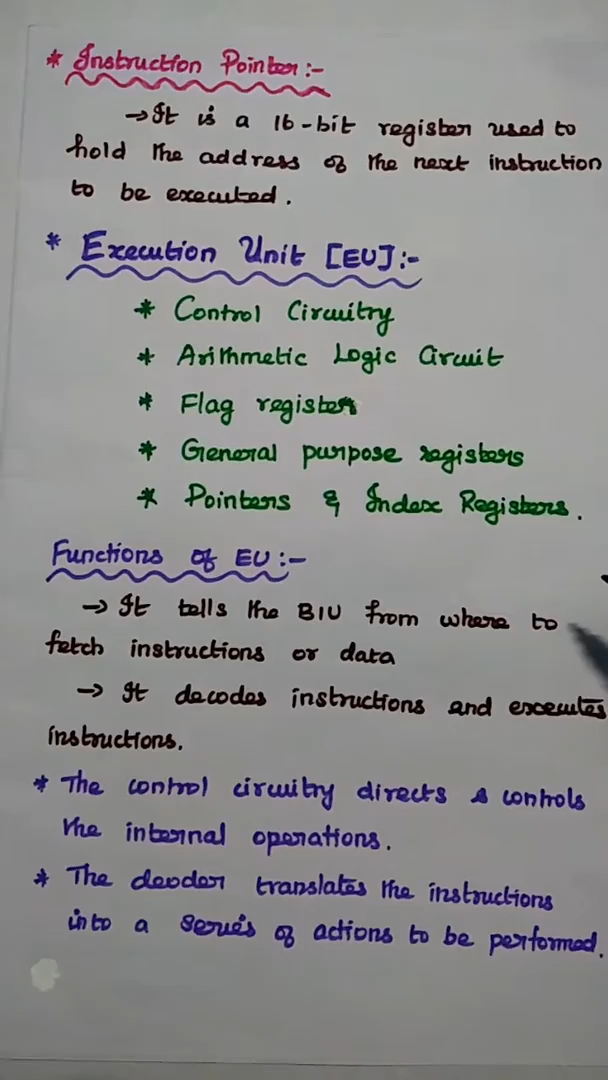 * Instruction Pointer:-
→ It is a 16-bit register used to
hold the address of the next instruction
to be executed.
* Execution Unit [EU]:-
* Control Circuitry
* Arithmetic Logic Circuit
* Flag register
* General purpose registers
* Pointers & Index Registers.
Functions of EU:-
→ It tells the BIU from where to
fetch instructions or data
→ It decodes instructions and executes
instructions.
* The control circuitry directs & controls
the internal operations.
* The deoder translates the instructions
into a series of actions to be performed.